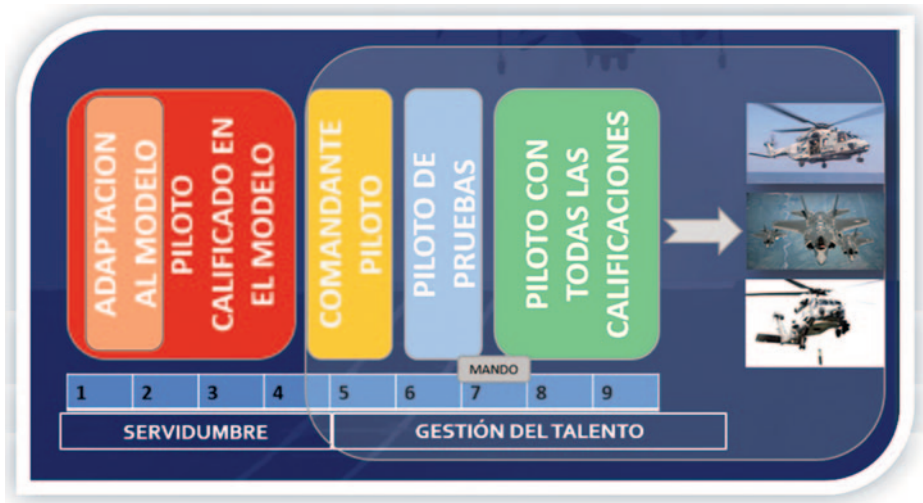 ADAPTACION
AL MODELO
PILOTO
CALIFICADO EN
EL MODELO
COMANDANTE
PILOTO
PILOTO DE
PRUEBAS
PILOTO CON
TODAS LAS
CALIFICACIONES
MANDO
1 2 3 4 5 6 7 8 9
SERVIDUMBRE
GESTIÓN DEL TALENTO